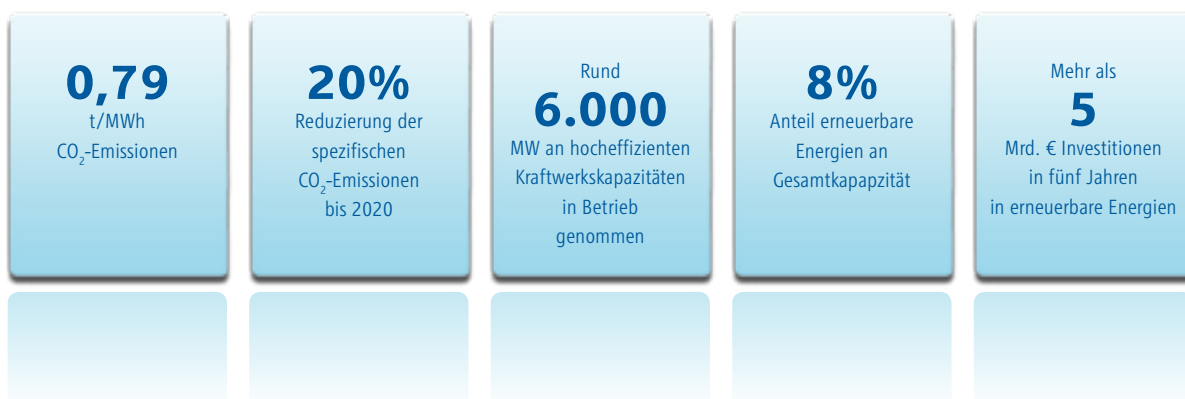 0,79
t/MWh
CO₂-Emissionen
20%
Reduzierung der
spezifischen
CO₂-Emissionen
bis 2020
Rund
6.000
MW an hocheffizienten
Kraftwerkskapazitäten
in Betrieb
genommen
8%
Anteil erneuerbare
Energien an
Gesamtkapapzität
Mehr als
5
Mrd. € Investitionen
in fünf Jahren
in erneuerbare Energien